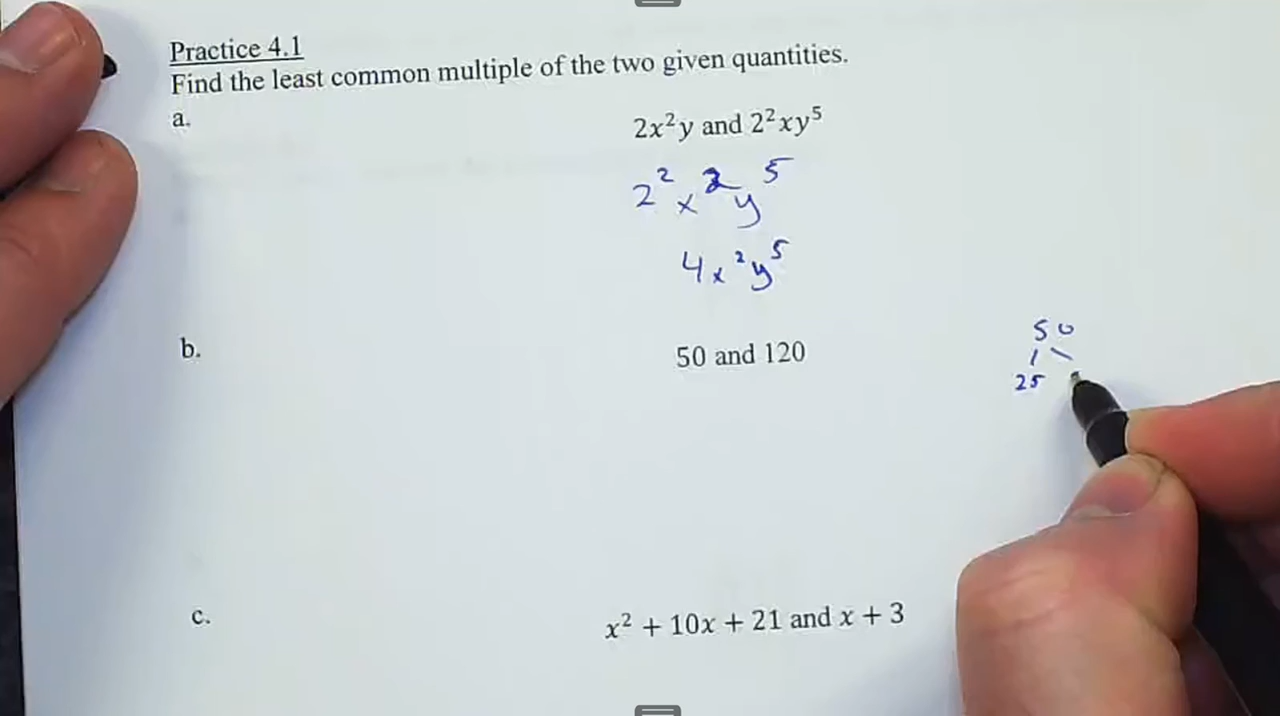 Practice 4.1
Find the least common multiple of the two given quantities.
a.
2x²y and 2²xy⁵
2²x²y⁵
4x²y⁵
b.
50 and 120
50
25
c.
x² + 10x + 21 and x + 3